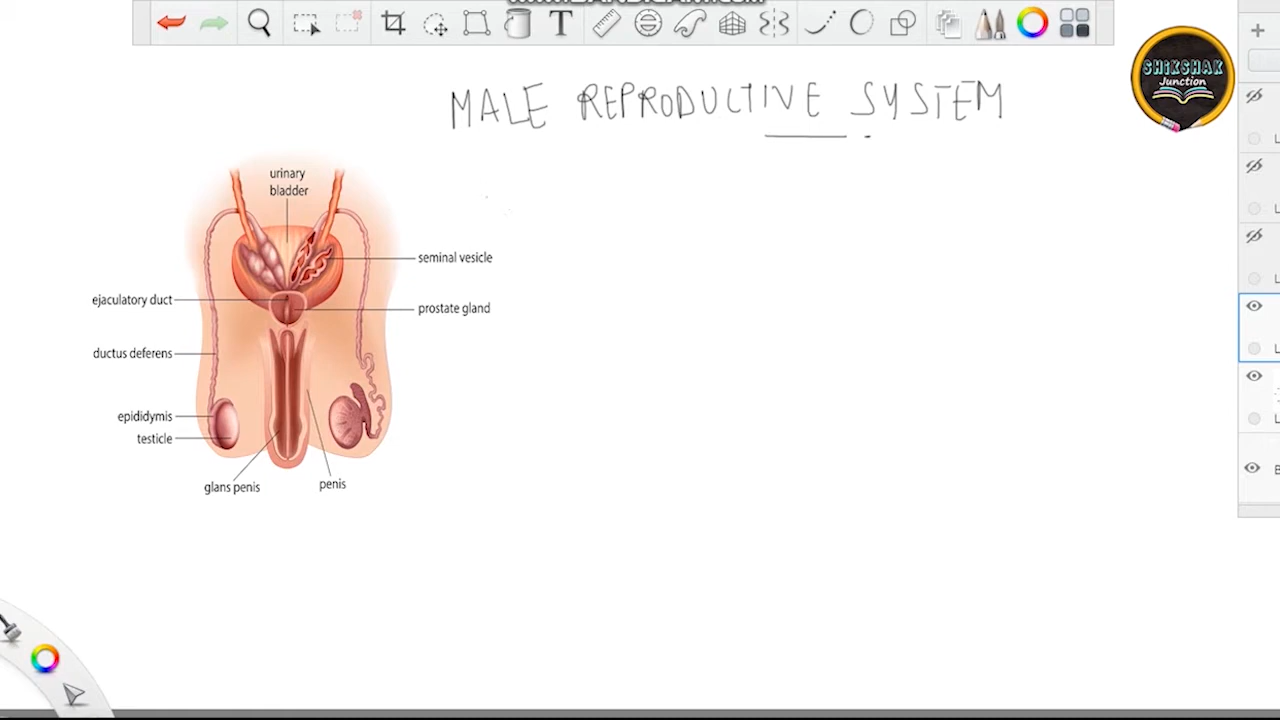 MALE REPRODUCTIVE SYSTEM
SHiKSHAK
Junction
urinary
bladder
seminal vesicle
ejaculatory duct
prostate gland
ductus deferens
epididymis
testicle
glans penis
penis
T